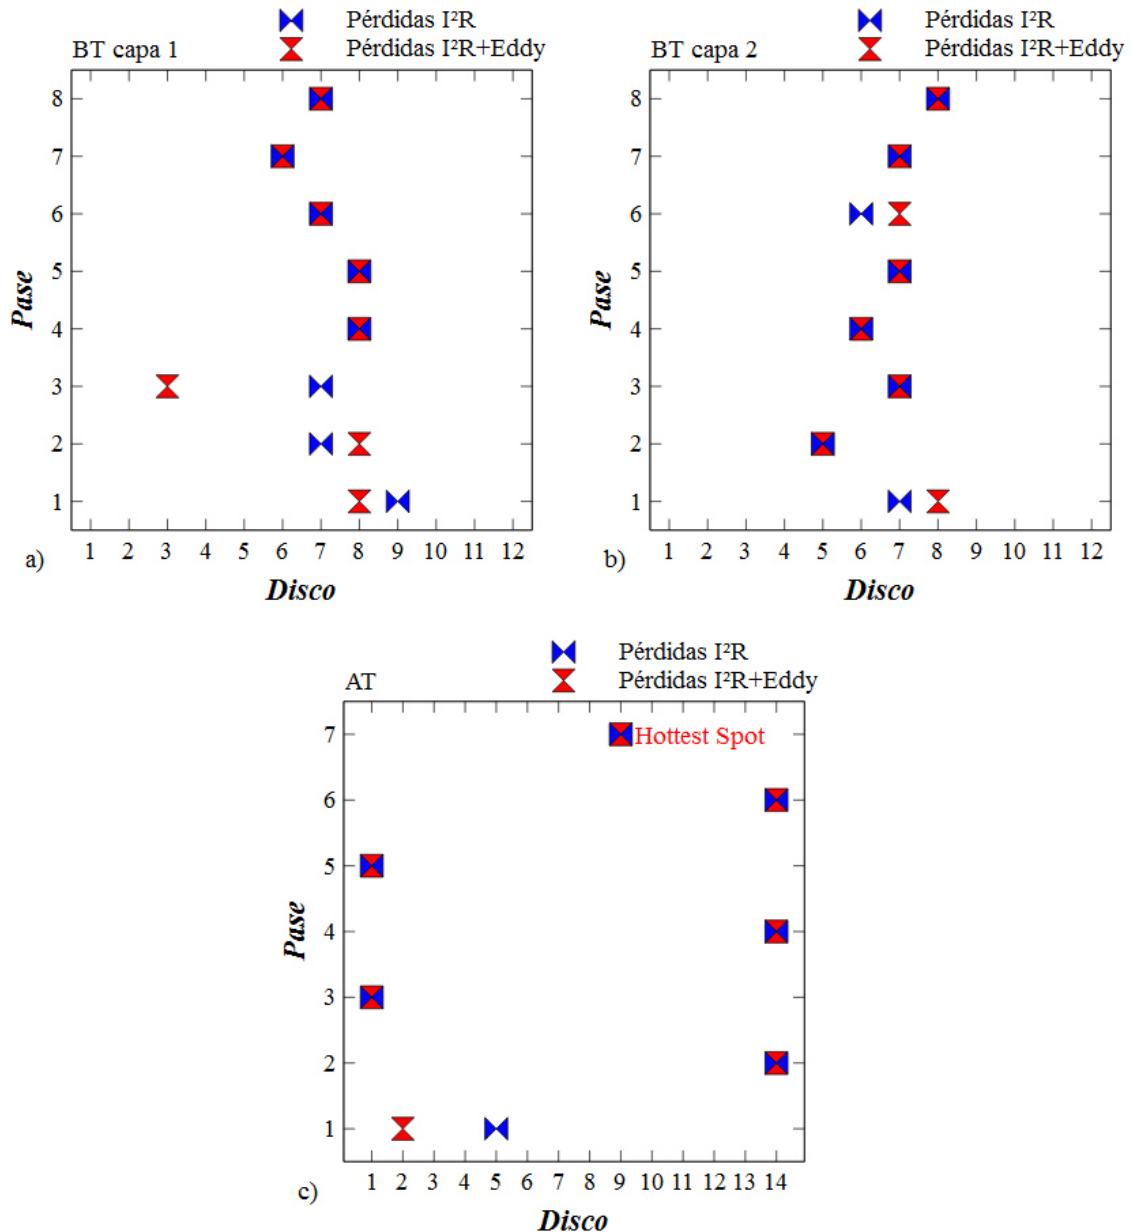 Pérdidas I²R
Pérdidas I²R+Eddy
BT capa 1
8
7
6
5
4
3
2
1
Pase
1 2 3 4 5 6 7 8 9 10 11 12
a)
Disco
Pérdidas I²R
Pérdidas I²R+Eddy
BT capa 2
8
7
6
5
4
3
2
1
Pase
1 2 3 4 5 6 7 8 9 10 11 12
b)
Disco
Pérdidas I²R
Pérdidas I²R+Eddy
AT
Hottest Spot
7
6
5
4
3
2
1
Pase
1 2 3 4 5 6 7 8 9 10 11 12 13 14
c)
Disco